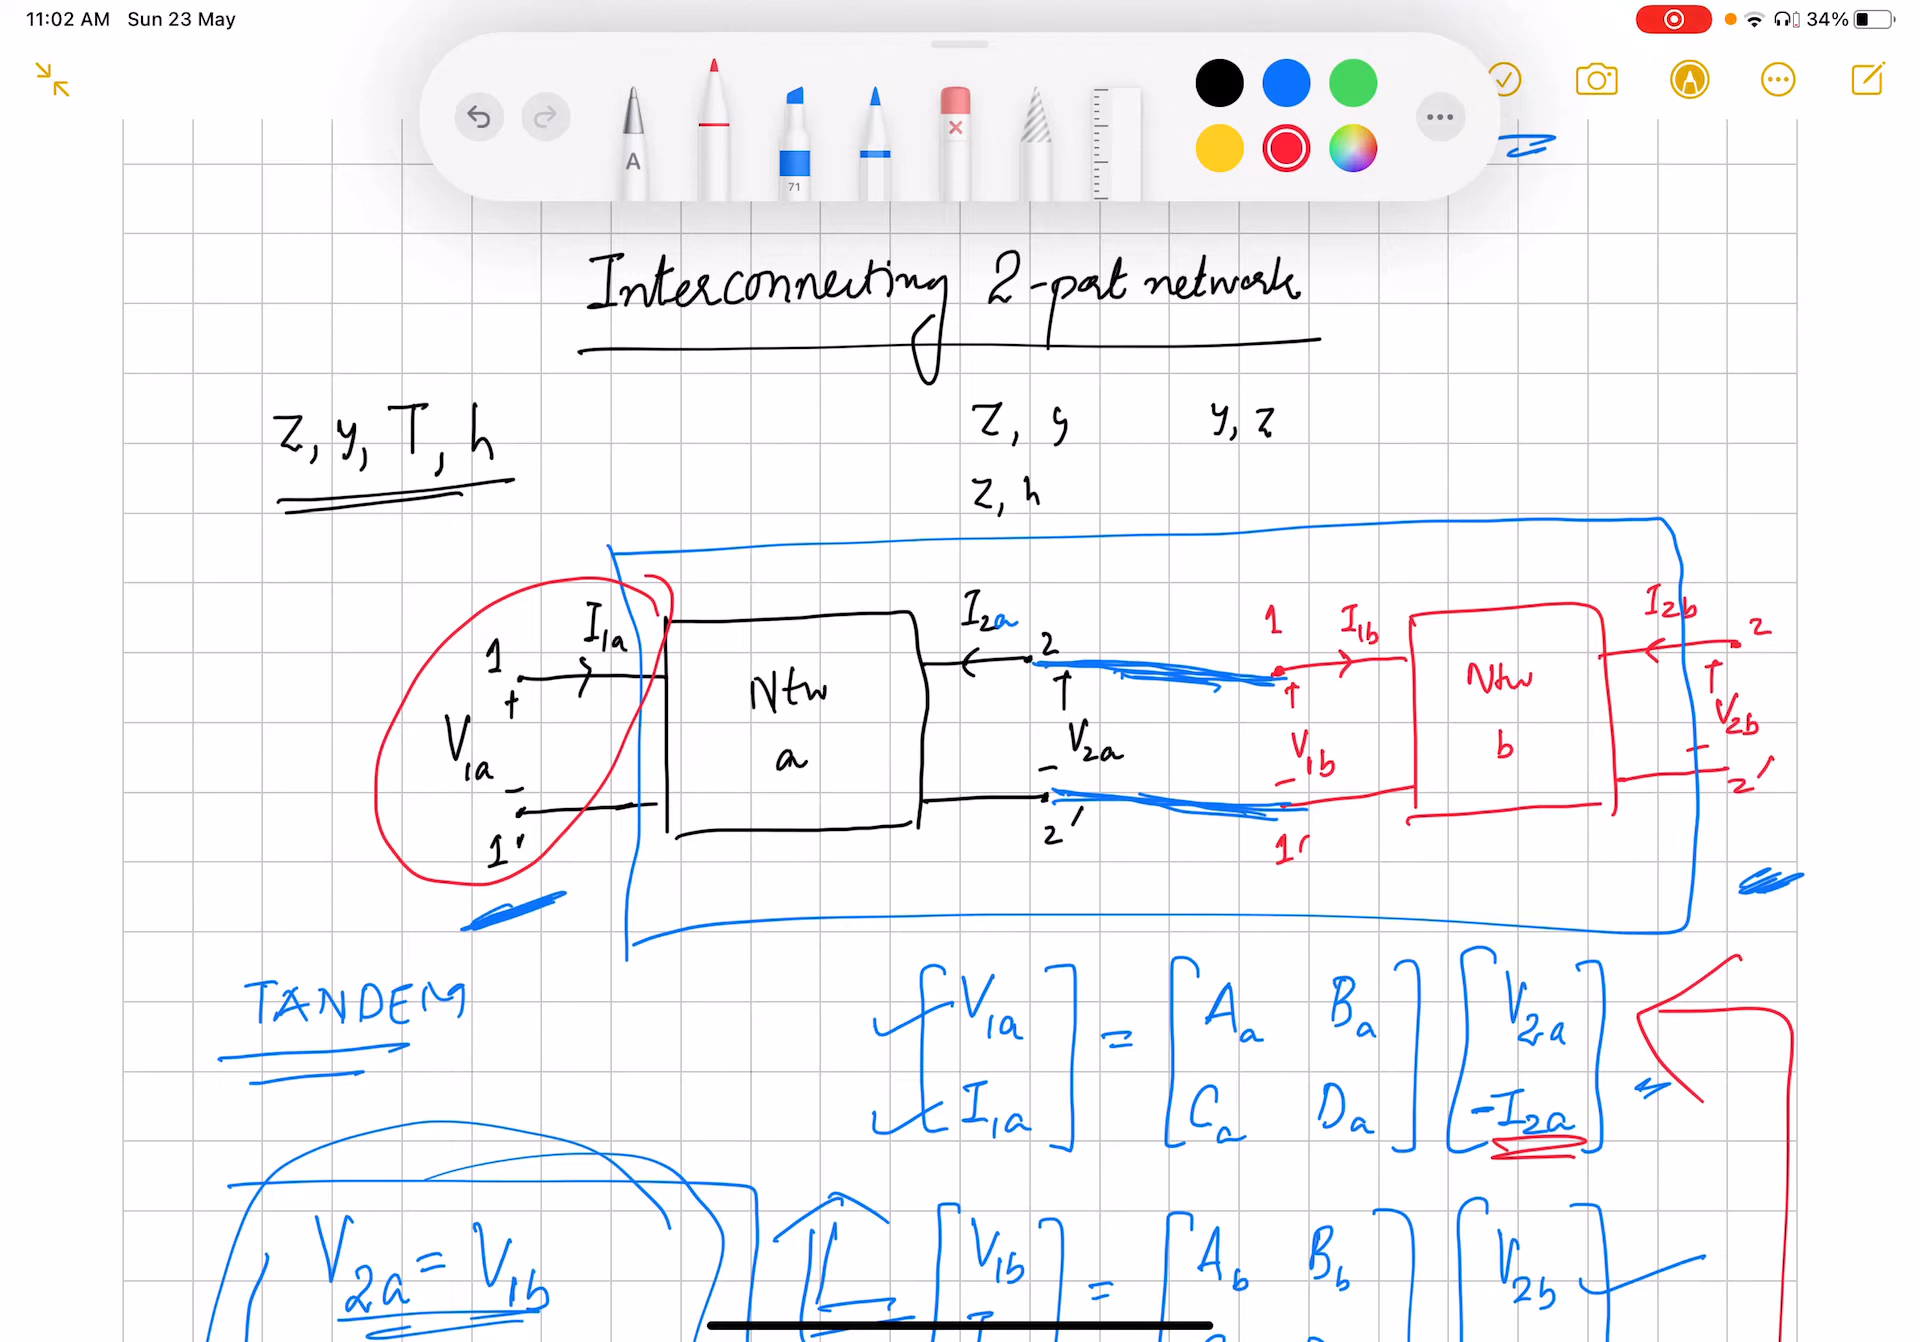 11:02 AM Sun 23 May
34%
A
71
Interconnecting 2-port network
Z, y, T, h
Z, y
y, z
Z, h
I1a
I2a
2
1
I1b
I2b
2
1
+
V1a
-
1'
Ntw
a
V2a
-
2'
V1b
-
1'
Ntw
b
V2b
-
2'
TANDEM
[V1a] = [Aa Ba] [V2a]
[I1a] [Ca Da] [-I2a]
V2a = V1b
[V1b] = [Ab Bb] [V2b]